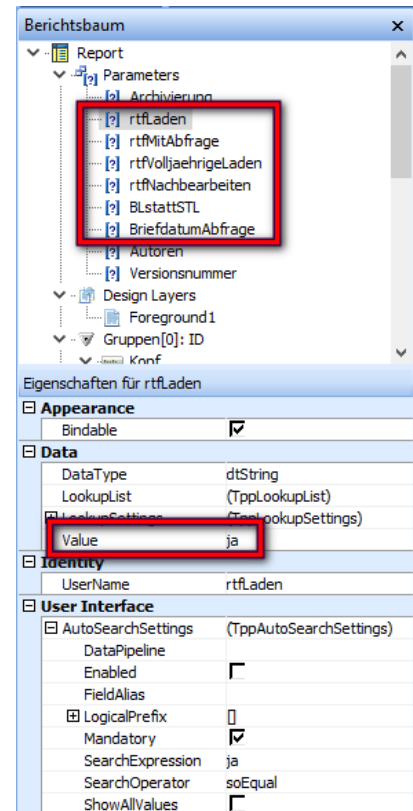 Berichtsbaum
Report
Parameters
Archivierung
rtfLaden
rtfMitAbfrage
rtfVolljaehrigeLaden
rtfNachbearbeiten
BLstattSTL
BriefdatumAbfrage
Autoren
Versionsnummer
Design Layers
Foreground1
Gruppen[0]: ID
Kopf
Eigenschaften für rtfLaden
Appearance
Bindable
Data
DataType dtString
LookupList (TppLookupList)
LookupSettings (TppLookupSettings)
Value ja
Identity
UserName rtfLaden
User Interface
AutoSearchSettings (TppAutoSearchSettings)
DataPipeline
Enabled
FieldAlias
LogicalPrefix []
Mandatory
SearchExpression ja
SearchOperator soEqual
ShowAllValues